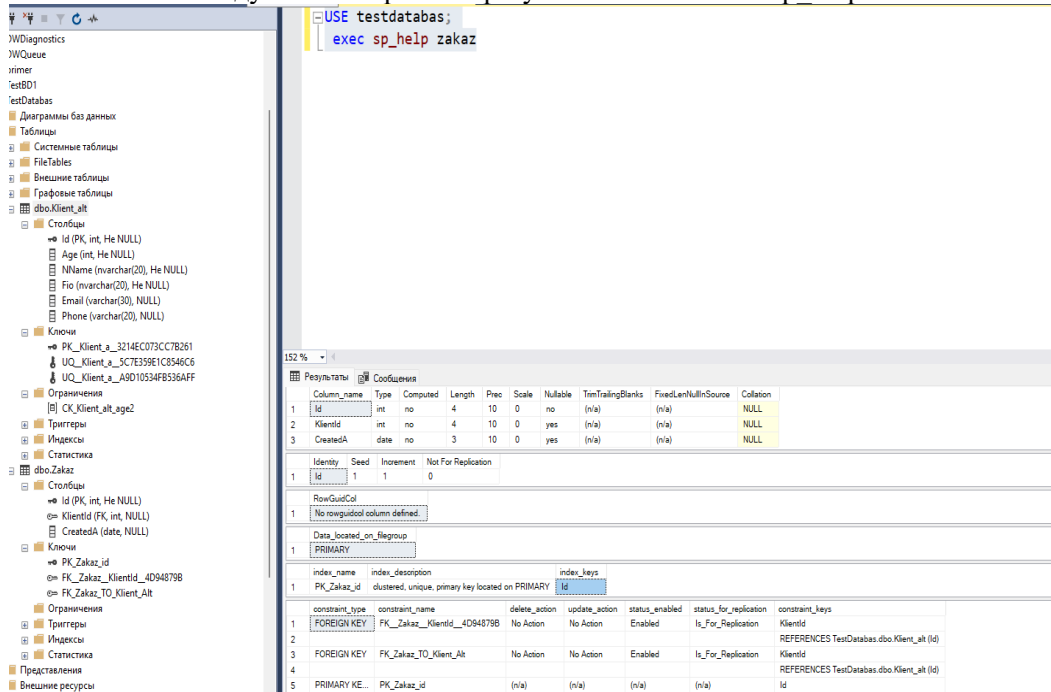 USE testdatabas;
exec sp_help zakaz
WDiagnostics
WQueue
primer
TestBD1
TestDatabas
Диаграммы баз данных
Таблицы
Системные таблицы
FileTables
Внешние таблицы
Графовые таблицы
dbo.Klient_alt
Столбцы
Id (PK, int, Не NULL)
Age (int, Не NULL)
NName (nvarchar(20), Не NULL)
Fio (nvarchar(20), Не NULL)
Email (varchar(30), NULL)
Phone (varchar(20), NULL)
Ключи
PK__Klient_a__3214EC073CC7B261
UQ__Klient_a__5C7E359E1C8546C6
UQ__Klient_a__A9D10534FB536AFF
Ограничения
CK_Klient_alt_age2
Триггеры
Индексы
Статистика
dbo.Zakaz
Столбцы
Id (PK, int, Не NULL)
KlientId (FK, int, NULL)
CreatedA (date, NULL)
Ключи
PK_Zakaz_id
FK__Zakaz__KlientId__4D94879B
FK_Zakaz_TO_Klient_Alt
Ограничения
Триггеры
Индексы
Статистика
Представления
Внешние ресурсы
152 %
Результаты Сообщения
Column_name Type Computed Length Prec Scale Nullable TrimTrailingBlanks FixedLenNullInSource Collation
1 Id int no 4 10 0 no (n/a) (n/a) NULL
2 KlientId int no 4 10 0 yes (n/a) (n/a) NULL
3 CreatedA date no 3 10 0 yes (n/a) (n/a) NULL
Identity Seed Increment Not For Replication
1 Id 1 1 0
RowGuidCol
1 No rowguidcol column defined.
Data_located_on_filegroup
1 PRIMARY
index_name index_description index_keys
1 PK_Zakaz_id clustered, unique, primary key located on PRIMARY Id
constraint_type constraint_name delete_action update_action status_enabled status_for_replication constraint_keys
1 FOREIGN KEY FK__Zakaz__KlientId__4D94879B No Action No Action Enabled Is_For_Replication KlientId
2 REFERENCES TestDatabas.dbo.Klient_alt (Id)
3 FOREIGN KEY FK_Zakaz_TO_Klient_Alt No Action No Action Enabled Is_For_Replication KlientId
4 REFERENCES TestDatabas.dbo.Klient_alt (Id)
5 PRIMARY KE... PK_Zakaz_id (n/a) (n/a) (n/a) (n/a) Id